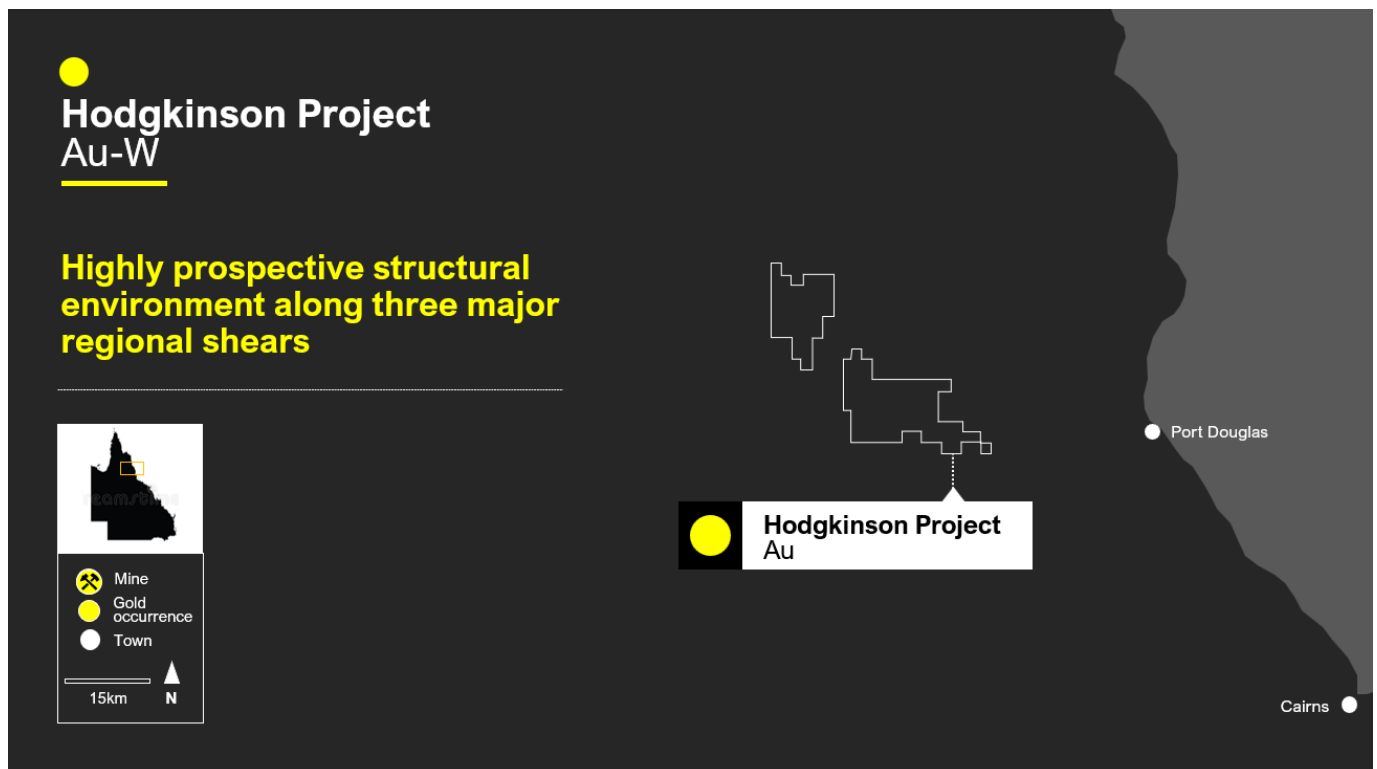 Hodgkinson Project
Au-W
Highly prospective structural
environment along three major
regional shears
Port Douglas
Hodgkinson Project
Au
Mine
Gold
occurrence
Town
15km
N
Cairns